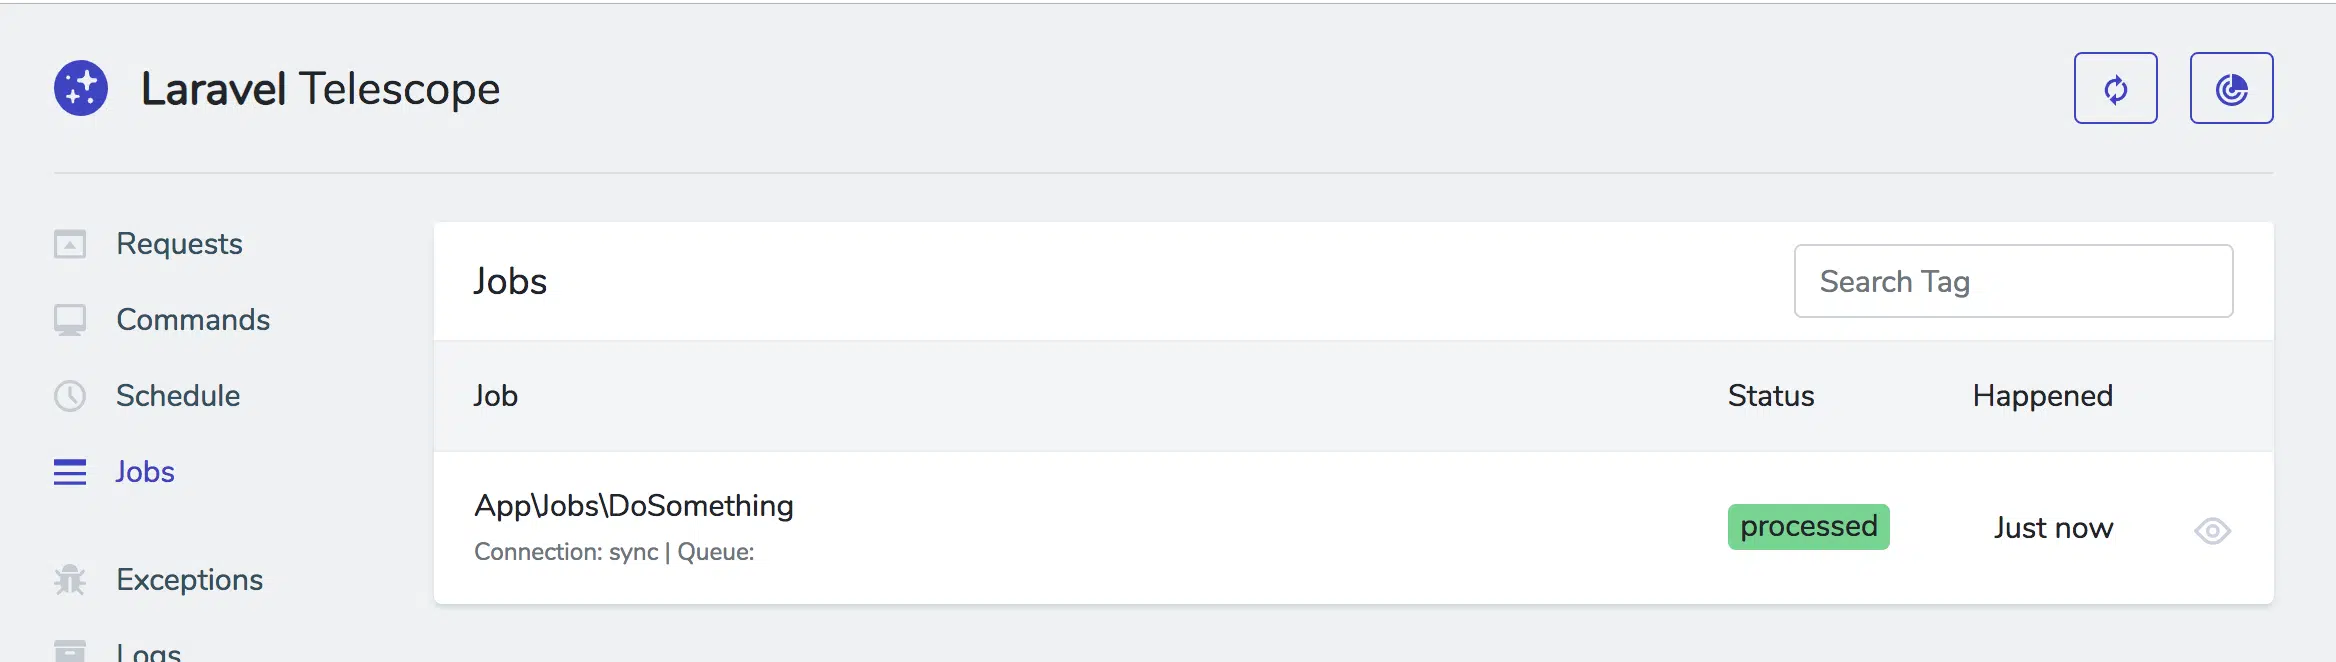 Laravel Telescope
Requests
Commands
Schedule
Jobs
Exceptions
Logs
Jobs
Search Tag
Job Status Happened
App\Jobs\DoSomething processed Just now
Connection: sync | Queue: